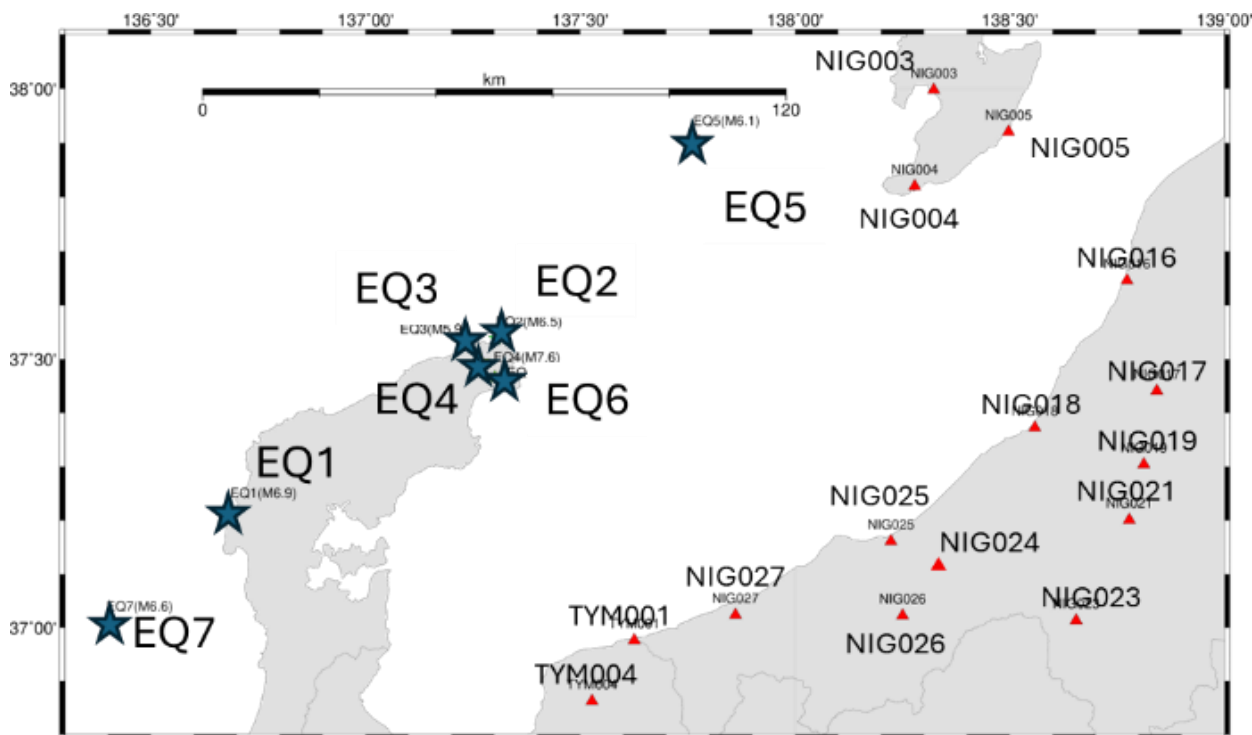 136˚30' 137˚00' 137˚30' 138˚00' 138˚30' 139˚00'
NIG003
NIG003
km
38˚00'
0 120
EQ5(M6.1)
NIG005
NIG005
NIG004
EQ5
NIG004
NIG016
EQ3 EQ2
EQ3(M5.9) EQ2(M6.5)
EQ4(M7.6)
37˚30'
NIG017
EQ4 EQ6
NIG018
NIG018
NIG019
EQ1
EQ1(M6.9)
NIG025
NIG021
NIG021
NIG025
NIG024
NIG027
NIG027
EQ7(M6.6)
EQ7
37˚00'
TYM001
NIG026
NIG026
NIG023
TYM004
TYM004